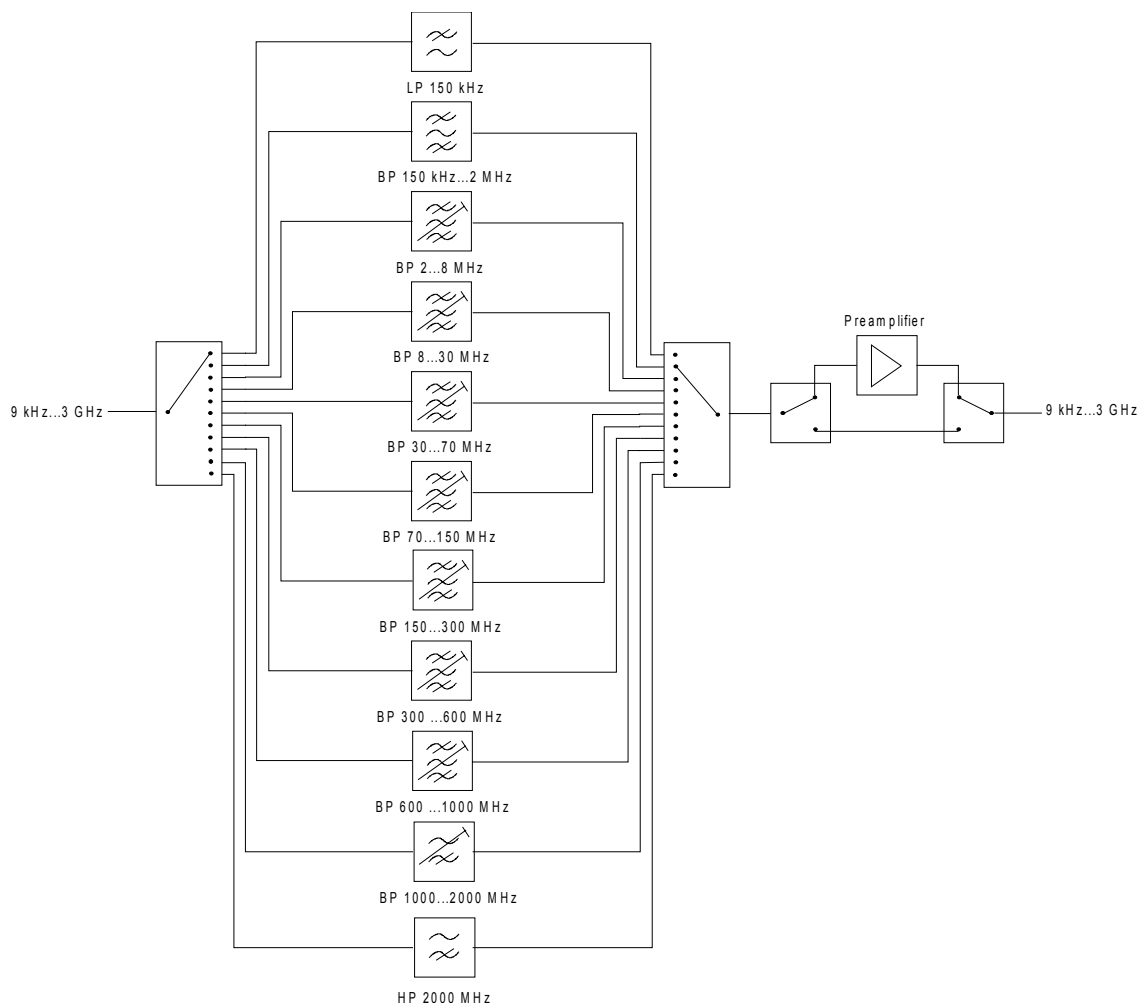 LP 150 kHz
BP 150 kHz...2 MHz
BP 2...8 MHz
BP 8...30 MHz
Preamplifier
9 kHz...3 GHz
9 kHz...3 GHz
BP 30...70 MHz
BP 70...150 MHz
BP 150...300 MHz
BP 300 ...600 MHz
BP 600 ...1000 MHz
BP 1000...2000 MHz
HP 2000 MHz